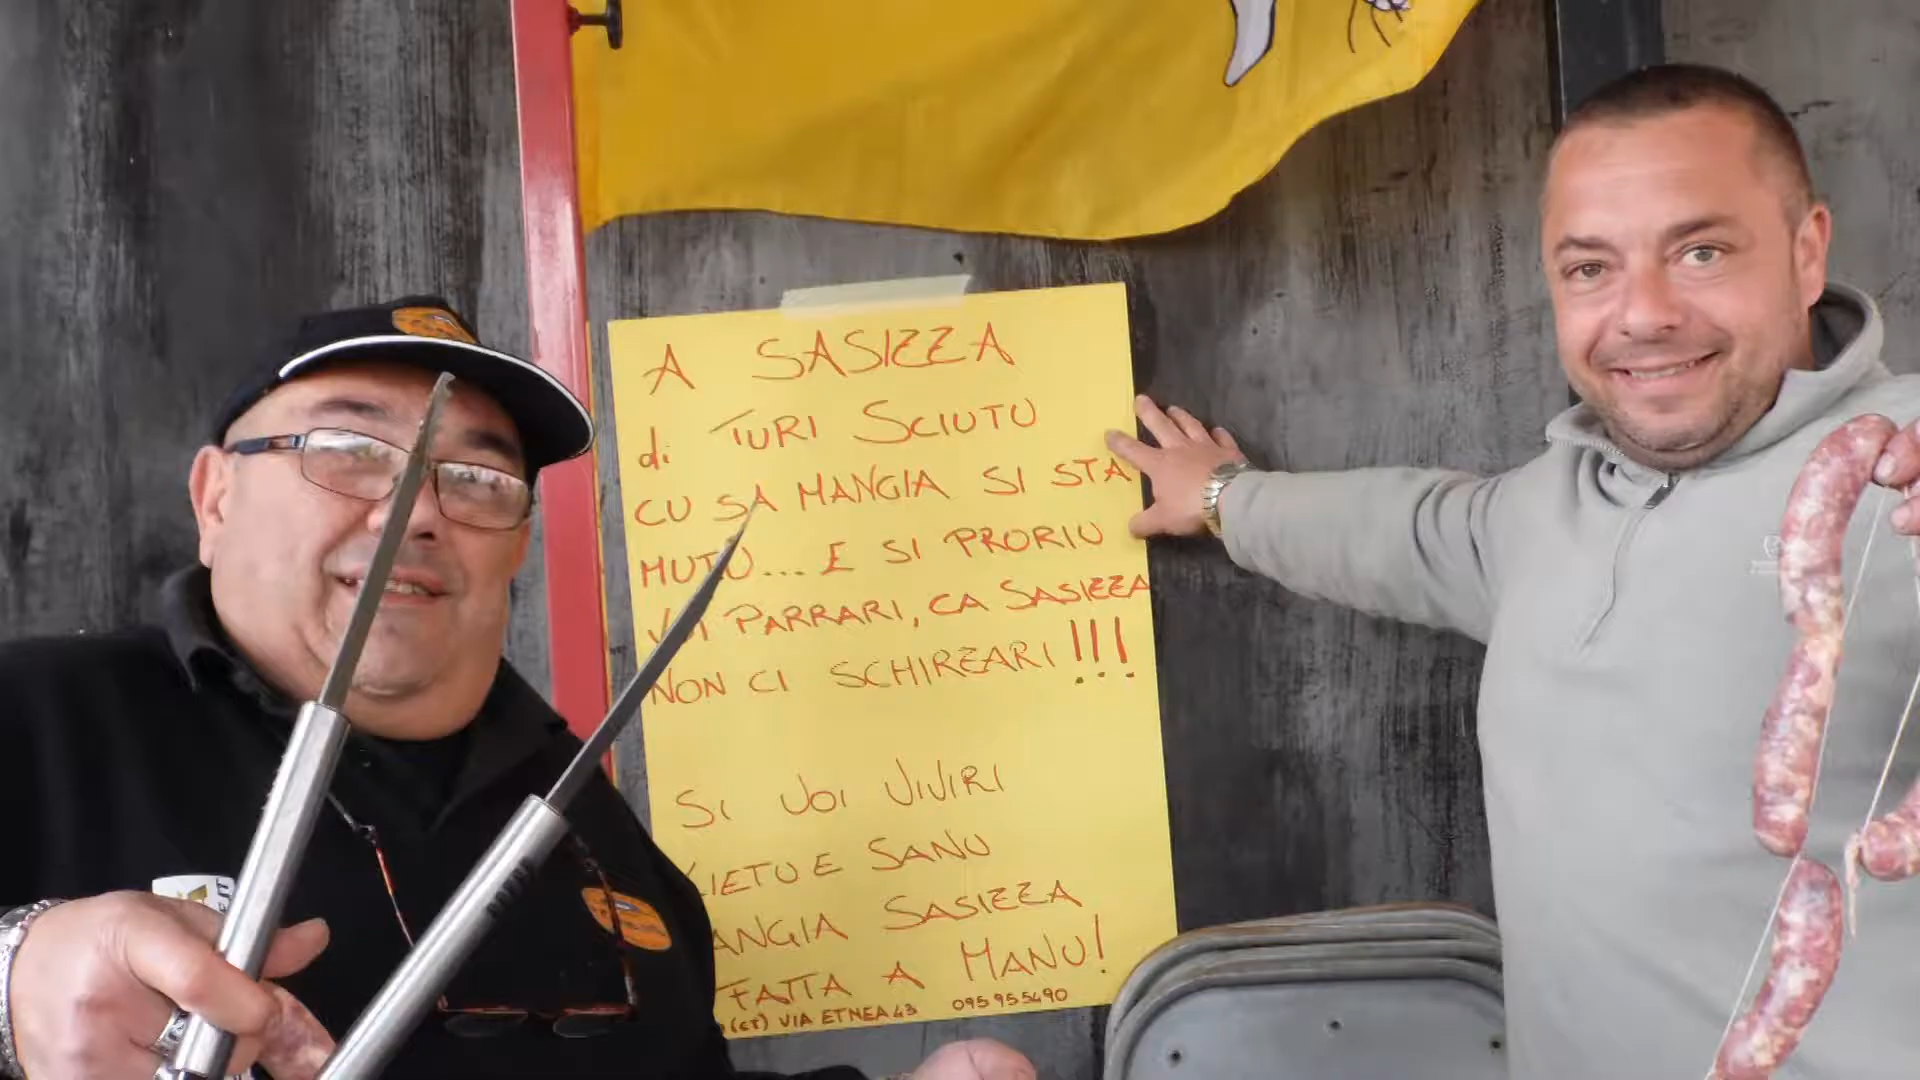 A SASIZZA
di TURI SCIUTU
CU SA MANGIA SI STA
MUTU... E SI PRORIU
VOI PARRARI, CA SASIZZA
NON CI SCHIRZARI!!!
SI VOI VIVIRI
LIETU E SANU
MANGIA SASIZZA
FATTA A MANU!
(CT) VIA ETNEA 43 095 955490